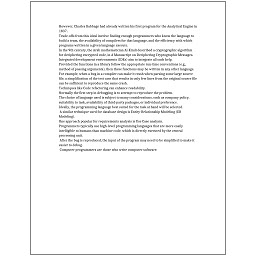 However, Charles Babbage had already written his first program for the Analytical Engine in
1837.
Trade-offs from this ideal involve finding enough programmers who know the language to
build a team, the availability of compilers for that language, and the efficiency with which
programs written in a given language execute.
In the 9th century, the Arab mathematician Al-Kindi described a cryptographic algorithm
for deciphering encrypted code, in A Manuscript on Deciphering Cryptographic Messages.
Integrated development environments (IDEs) aim to integrate all such help.
Provided the functions in a library follow the appropriate run-time conventions (e.g.,
method of passing arguments), then these functions may be written in any other language.
For example, when a bug in a compiler can make it crash when parsing some large source
file, a simplification of the test case that results in only few lines from the original source file
can be sufficient to reproduce the same crash.
Techniques like Code refactoring can enhance readability.
Normally the first step in debugging is to attempt to reproduce the problem.
The choice of language used is subject to many considerations, such as company policy,
suitability to task, availability of third-party packages, or individual preference.
Ideally, the programming language best suited for the task at hand will be selected.
A similar technique used for database design is Entity-Relationship Modeling (ER
Modeling).
One approach popular for requirements analysis is Use Case analysis.
Programmers typically use high-level programming languages that are more easily
intelligible to humans than machine code, which is directly executed by the central
processing unit.
After the bug is reproduced, the input of the program may need to be simplified to make it
easier to debug.
Computer programmers are those who write computer software.